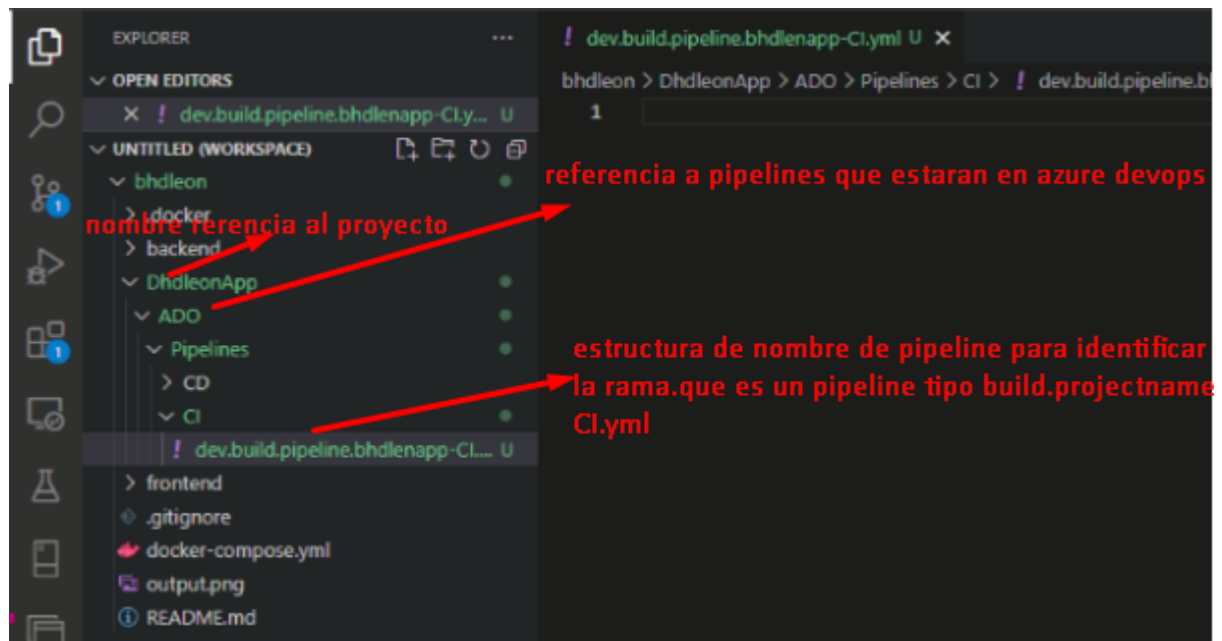 EXPLORER
! dev.build.pipeline.bhdlenapp-CI.yml U ×
OPEN EDITORS
bhdleon > DhdleonApp > ADO > Pipelines > CI > ! dev.build.pipeline.b
× ! dev.build.pipeline.bhdlenapp-CI.y... U
1
UNTITLED (WORKSPACE)
bhdleon
referencia a pipelines que estaran en azure devops
.docker
nombre ferencia al proyecto
backend
DhdleonApp
ADO
Pipelines
estructura de nombre de pipeline para identificar
CD
la rama.que es un pipeline tipo build.projectname
CI
CI.yml
! dev.build.pipeline.bhdlenapp-CI.... U
frontend
.gitignore
docker-compose.yml
output.png
README.md
1
1